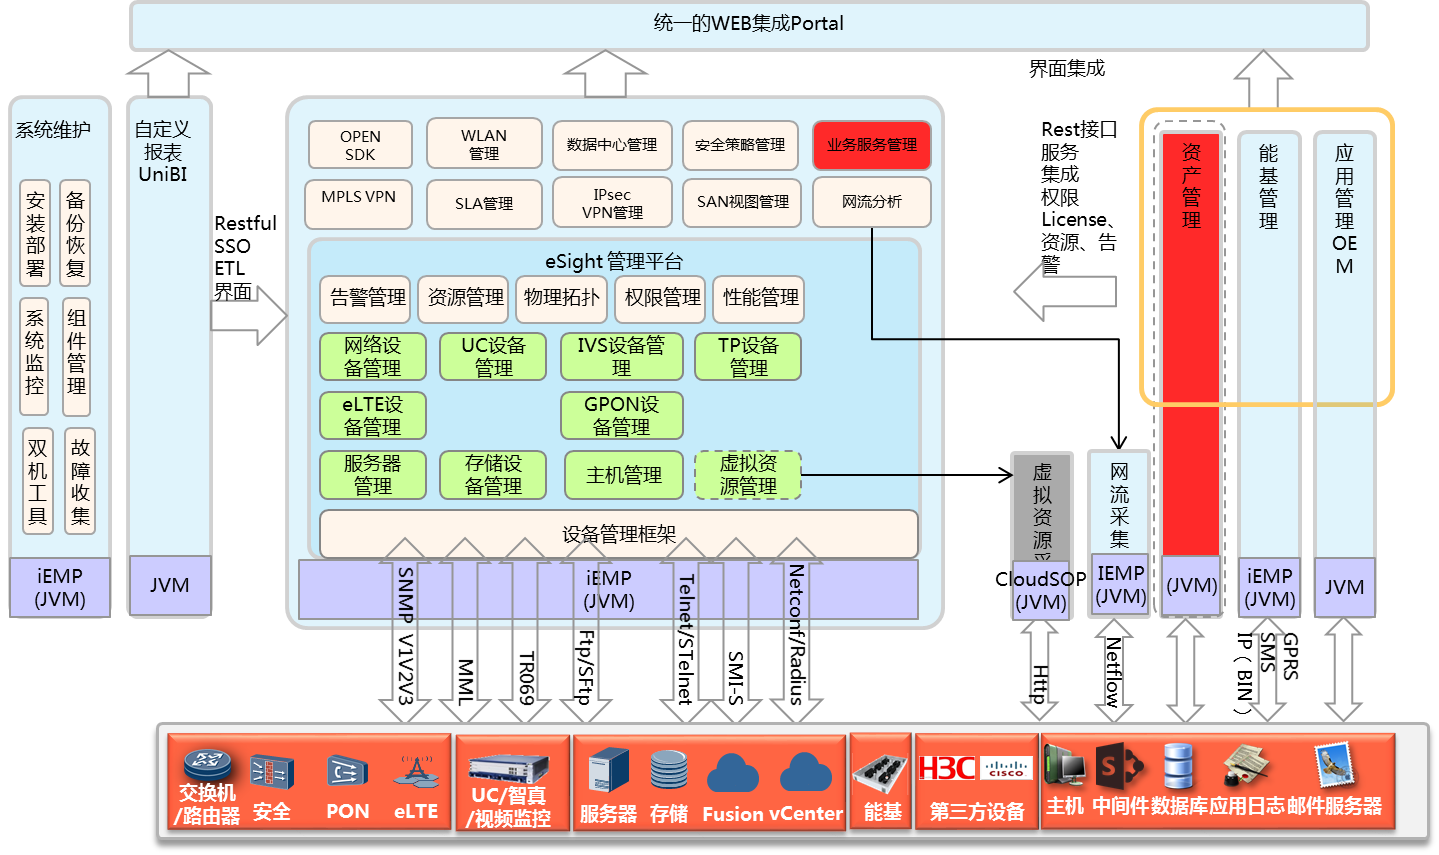 统一的WEB集成Portal
界面集成
系统维护
安装部署
备份恢复
系统监控
组件管理
双机工具
故障收集
iEMP
(JVM)
自定义
报表
UniBI
JVM
Restful
SSO
ETL
界面
OPEN
SDK
WLAN
管理
数据中心管理
安全策略管理
业务服务管理
MPLS VPN
SLA管理
IPsec
VPN管理
SAN视图管理
网流分析
eSight 管理平台
告警管理
资源管理
物理拓扑
权限管理
性能管理
网络设
备管理
UC设备
管理
IVS设备管
理
TP设备
管理
eLTE设
备管理
GPON设
备管理
服务器
管理
存储设
备管理
主机管理
虚拟资
源管理
设备管理框架
iEMP
(JVM)
Rest接口
服务
集成
权限
License、
资源、告
警
虚拟资源采
CloudSOP
(JVM)
网流采集
IEMP
(JVM)
资产管理
(JVM)
能基管理
iEMP
(JVM)
应用管理
OE
M
JVM
SNMP V1V2V3
MML
TR069
Ftp/SFtp
Telnet/STelnet
SMI-S
Netconf/Radius
Http
Netflow
GPRS
SMS
IP（BIN）
交换机
/路由器
安全
PON
eLTE
UC/智真
/视频监控
服务器
存储
Fusion
vCenter
能基
H3C
CISCO
第三方设备
主机
中间件
数据库
应用日志
邮件服务器